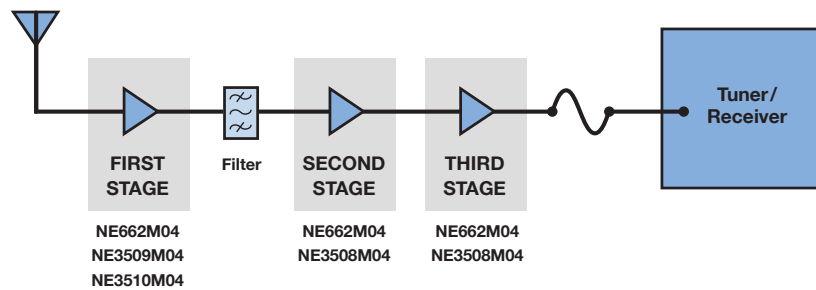 FIRST
STAGE
NE662M04
NE3509M04
NE3510M04
Filter
SECOND
STAGE
NE662M04
NE3508M04
THIRD
STAGE
NE662M04
NE3508M04
Tuner/
Receiver